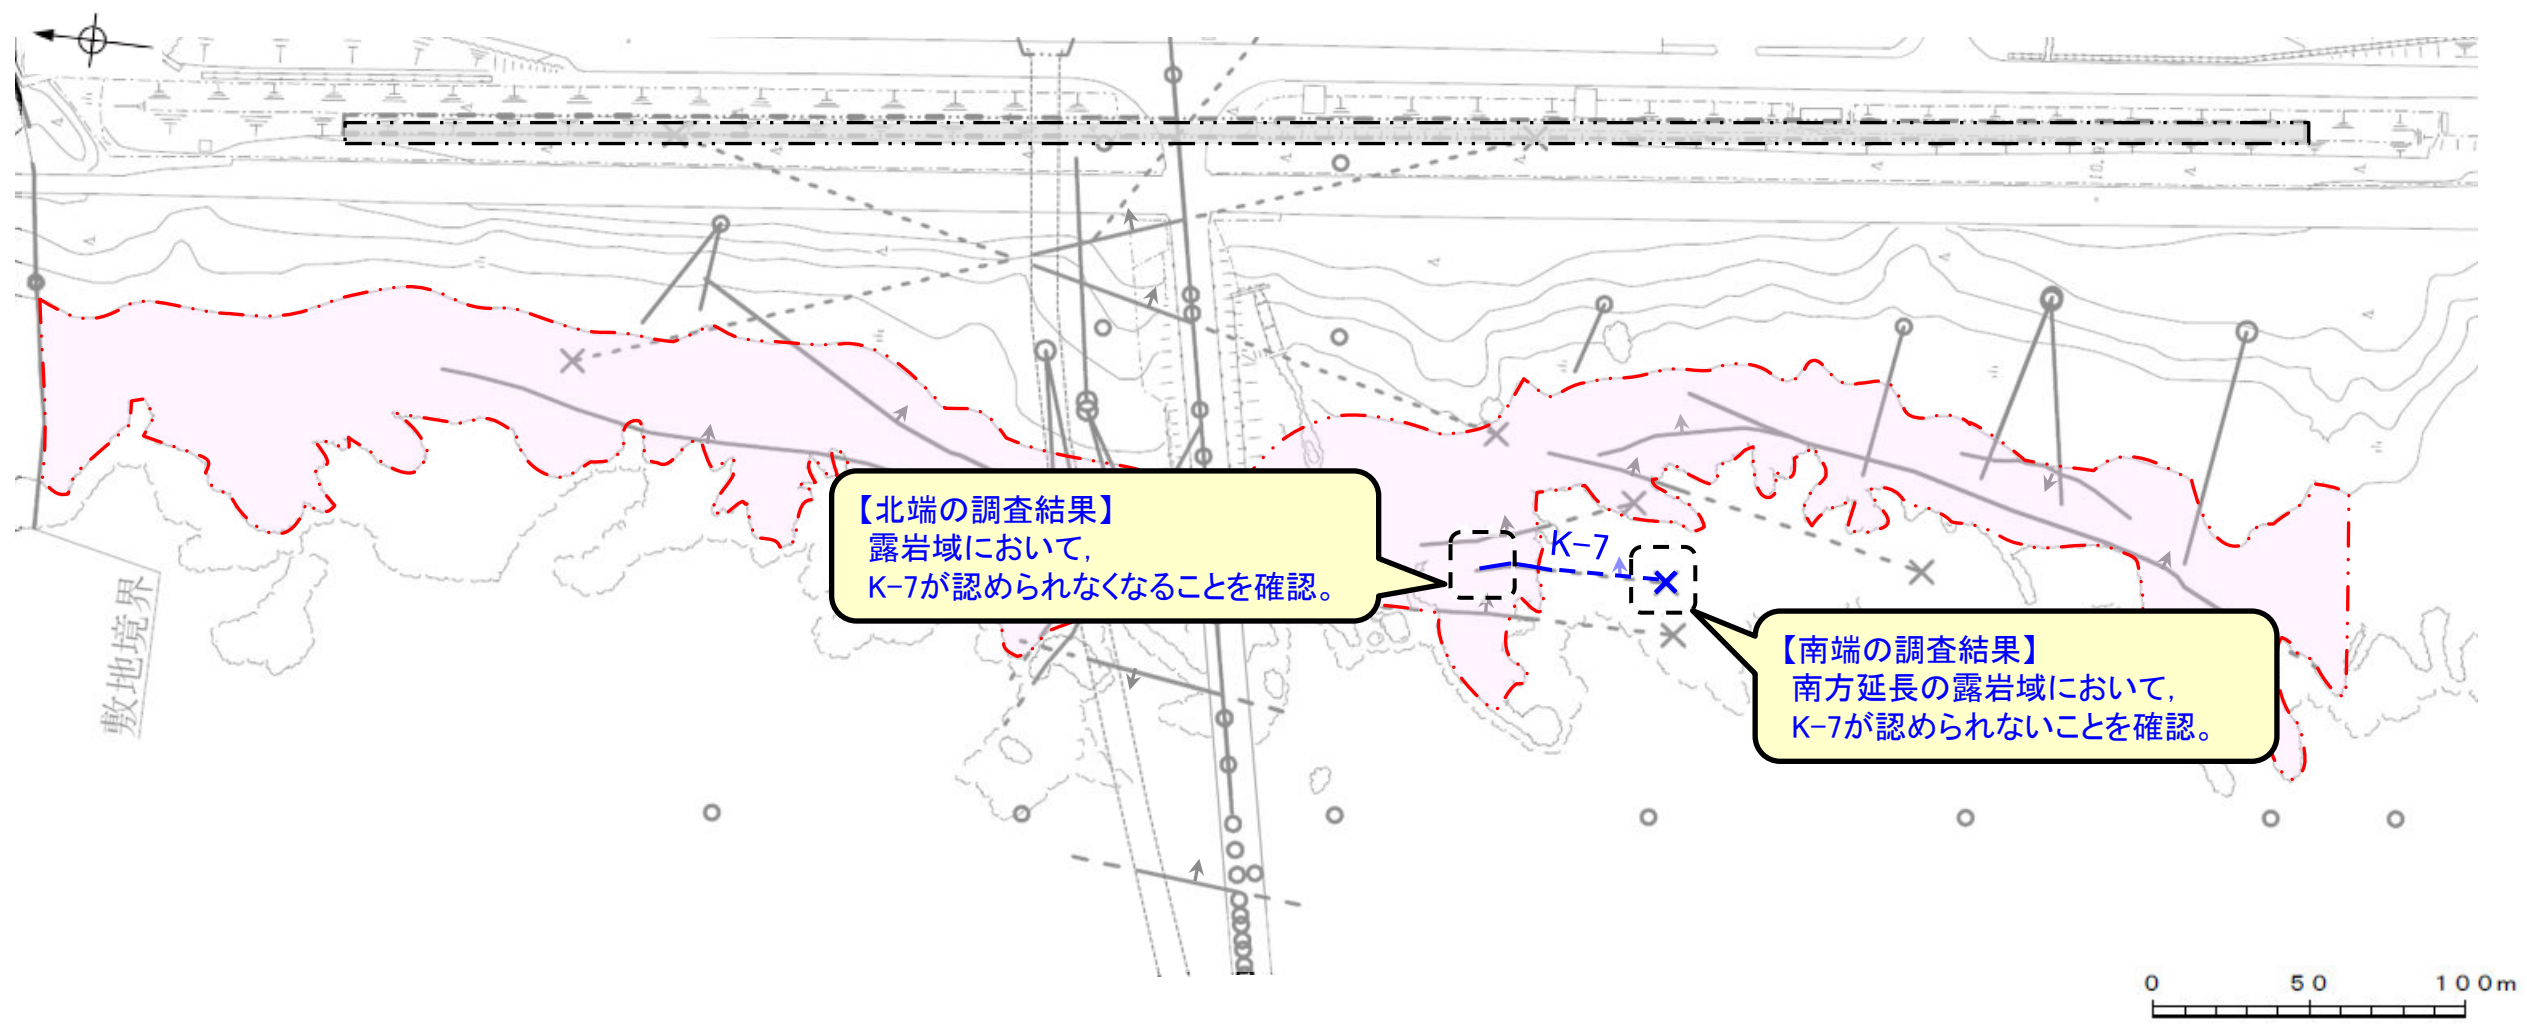 【北端の調査結果】
露岩域において,
K-7が認められなくなることを確認。
K-7
【南端の調査結果】
南方延長の露岩域において,
K-7が認められないことを確認。
敷地境界
0 50 100m